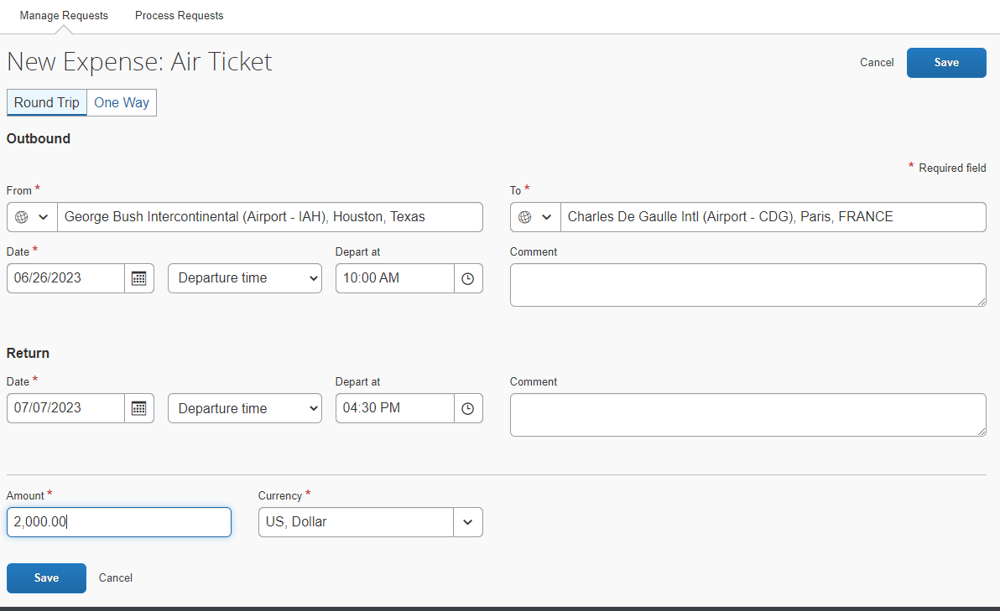 Manage Requests Process Requests
New Expense: Air Ticket
Cancel Save
Round Trip One Way
Outbound
* Required field
From * To *
George Bush Intercontinental (Airport - IAH), Houston, Texas Charles De Gaulle Intl (Airport - CDG), Paris, FRANCE
Date * Depart at Comment
06/26/2023 Departure time 10:00 AM
Return
Date * Depart at Comment
07/07/2023 Departure time 04:30 PM
Amount * Currency *
2,000.00 US, Dollar
Save Cancel